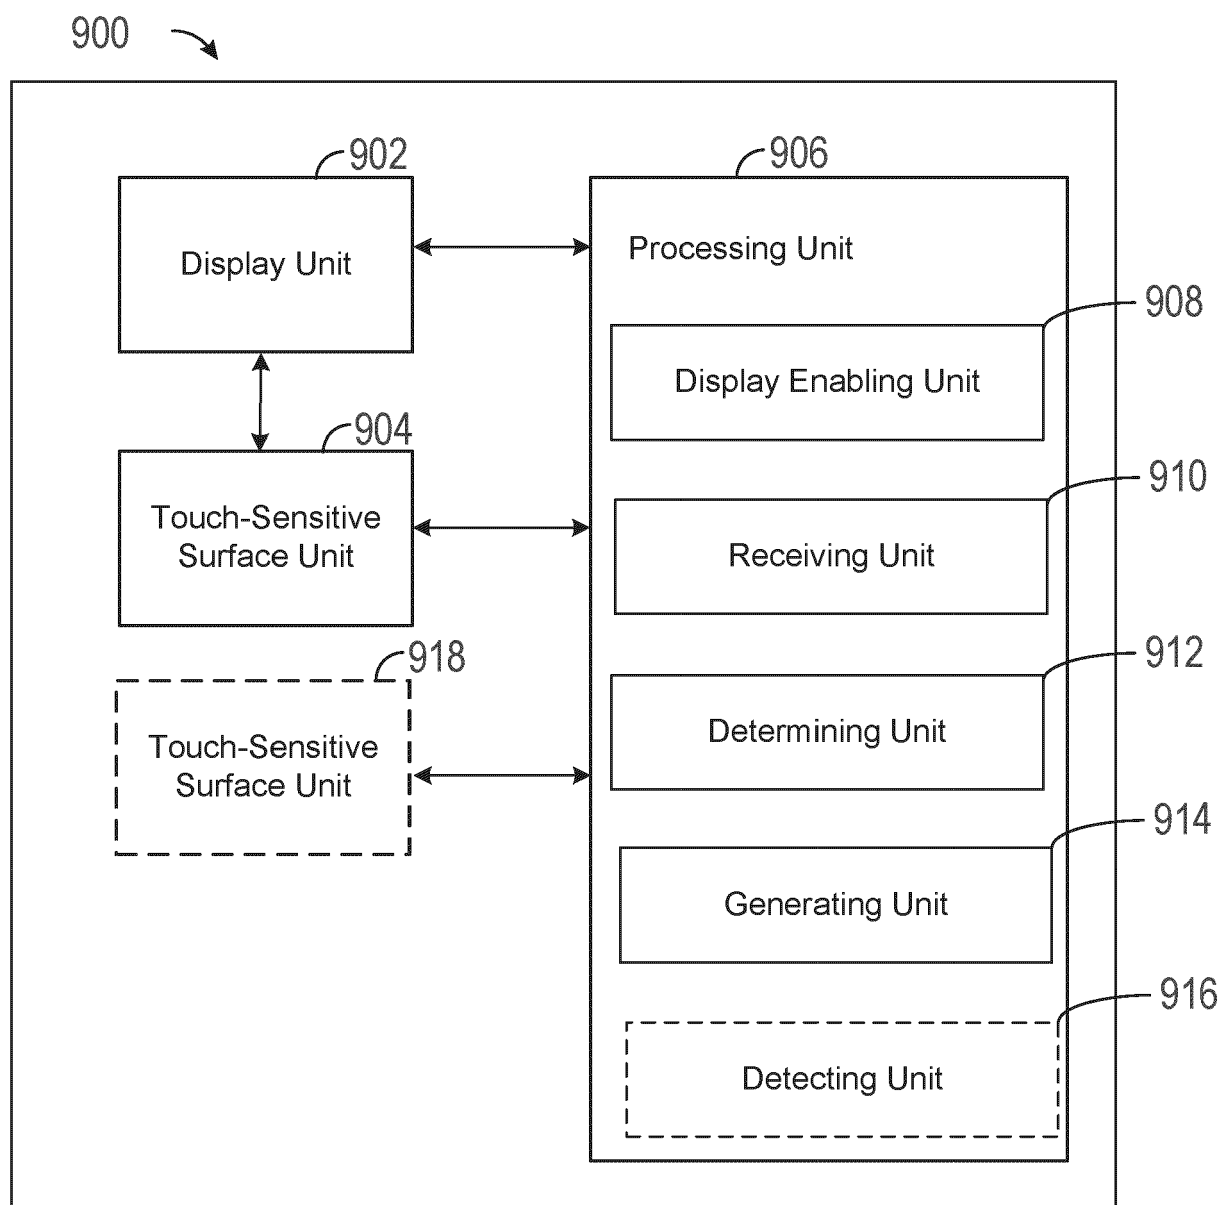 900
902
906
Display Unit
Processing Unit
908
Display Enabling Unit
904
Touch-Sensitive
Surface Unit
910
Receiving Unit
918
Touch-Sensitive
Surface Unit
912
Determining Unit
914
Generating Unit
916
Detecting Unit